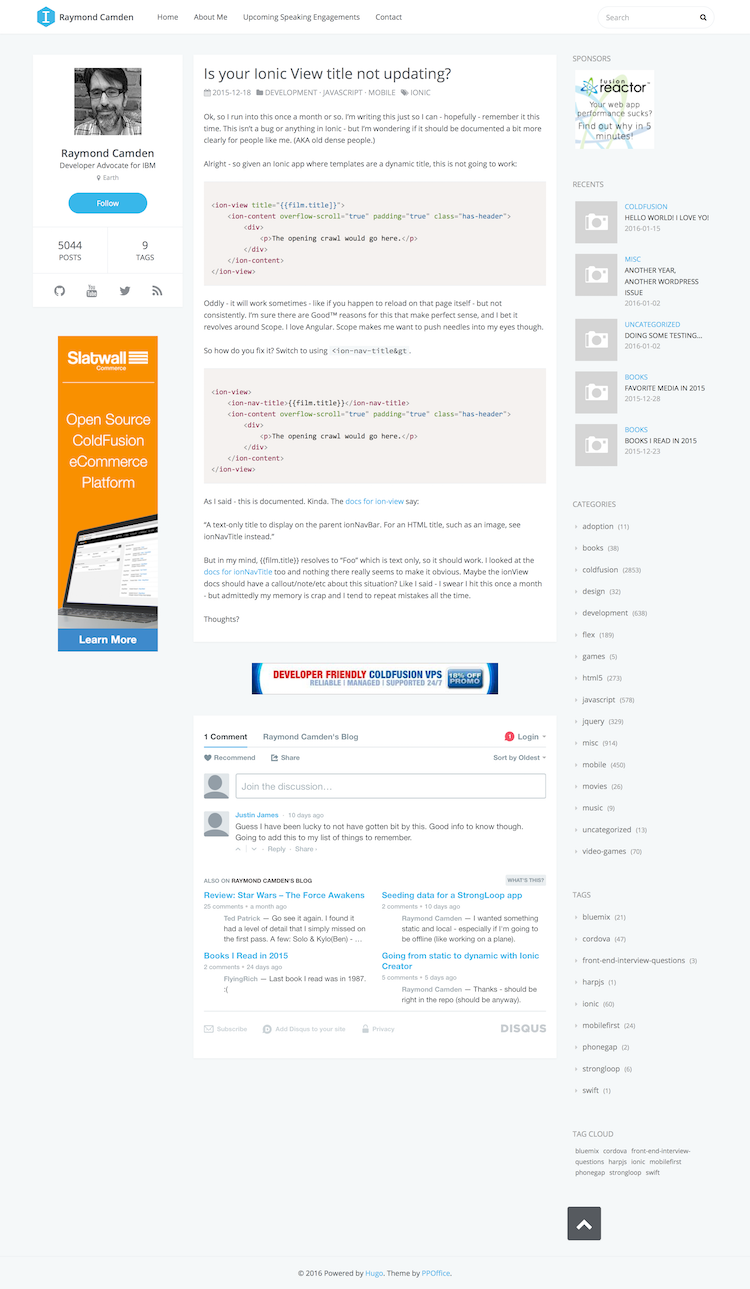 Raymond Camden
Home About Me Upcoming Speaking Engagements Contact
Search
Raymond Camden
Developer Advocate for IBM
Earth
Follow
5044
POSTS
9
TAGS
Slatwall
Commerce
Open Source
ColdFusion
eCommerce
Platform
Learn More
Is your Ionic View title not updating?
2015-12-18 DEVELOPMENT · JAVASCRIPT · MOBILE IONIC
Ok, so I run into this once a month or so. I'm writing this just so I can - hopefully - remember it this
time. This isn't a bug or anything in Ionic - but I'm wondering if it should be documented a bit more
clearly for people like me. (AKA old dense people.)
Alright - so given an Ionic app where templates are a dynamic title, this is not going to work:
<ion-view title="{{film.title}}">
<ion-content overflow-scroll="true" padding="true" class="has-header">
<div>
<p>The opening crawl would go here.</p>
</div>
</ion-content>
</ion-view>
Oddly - it will work sometimes - like if you happen to reload on that page itself - but not
consistently. I'm sure there are Good™ reasons for this that make perfect sense, and I bet it
revolves around Scope. I love Angular. Scope makes me want to push needles into my eyes though.
So how do you fix it? Switch to using <ion-nav-title&gt.
<ion-view>
<ion-nav-title>{{film.title}}</ion-nav-title>
<ion-content overflow-scroll="true" padding="true" class="has-header">
<div>
<p>The opening crawl would go here.</p>
</div>
</ion-content>
</ion-view>
As I said - this is documented. Kinda. The docs for ion-view say:
"A text-only title to display on the parent ionNavBar. For an HTML title, such as an image, see
ionNavTitle instead."
But in my mind, {{film.title}} resolves to "Foo" which is text only, so it should work. I looked at the
docs for ionNavTitle too and nothing there really seems to make it obvious. Maybe the ionView
docs should have a callout/note/etc about this situation? Like I said - I swear I hit this once a month
- but admittedly my memory is crap and I tend to repeat mistakes all the time.
Thoughts?
DEVELOPER FRIENDLY COLDFUSION VPS
RELIABLE | MANAGED | SUPPORTED 24/7
18% OFF
PROMO
1 Comment Raymond Camden's Blog 1 Login
Recommend Share Sort by Oldest
Join the discussion...
Justin James · 10 days ago
Guess I have been lucky to not have gotten bit by this. Good info to know though.
Going to add this to my list of things to remember.
Reply · Share ›
ALSO ON RAYMOND CAMDEN'S BLOG
WHAT'S THIS?
Review: Star Wars – The Force Awakens
25 comments • a month ago
Ted Patrick — Go see it again. I found it
had a level of detail that I simply missed on
the first pass. A few: Solo & Kylo(Ben) - …
Seeding data for a StrongLoop app
2 comments • 10 days ago
Raymond Camden — I wanted something
static and local - especially if I'm going to
be offline (like working on a plane).
Books I Read in 2015
2 comments • 24 days ago
FlyingRich — Last book I read was in 1987.
:(
Going from static to dynamic with Ionic
Creator
5 comments • 5 days ago
Raymond Camden — Thanks - should be
right in the repo (should be anyway).
Subscribe Add Disqus to your site Privacy DISQUS
SPONSORS
fusion
reactor™
Your web app
performance sucks?
Find out why in 5
minutes!
RECENTS
COLDFUSION
HELLO WORLD! I LOVE YO!
2016-01-15
MISC
ANOTHER YEAR,
ANOTHER WORDPRESS
ISSUE
2016-01-02
UNCATEGORIZED
DOING SOME TESTING...
2016-01-02
BOOKS
FAVORITE MEDIA IN 2015
2015-12-28
BOOKS
BOOKS I READ IN 2015
2015-12-23
CATEGORIES
adoption (11)
books (38)
coldfusion (2853)
design (32)
development (638)
flex (189)
games (5)
html5 (273)
javascript (578)
jquery (329)
misc (914)
mobile (450)
movies (26)
music (9)
uncategorized (13)
video-games (70)
TAGS
bluemix (21)
cordova (47)
front-end-interview-questions (3)
harpjs (1)
ionic (60)
mobilefirst (24)
phonegap (2)
strongloop (6)
swift (1)
TAG CLOUD
bluemix cordova front-end-interview-
questions harpjs ionic mobilefirst
phonegap strongloop swift
© 2016 Powered by Hugo. Theme by PPOffice.